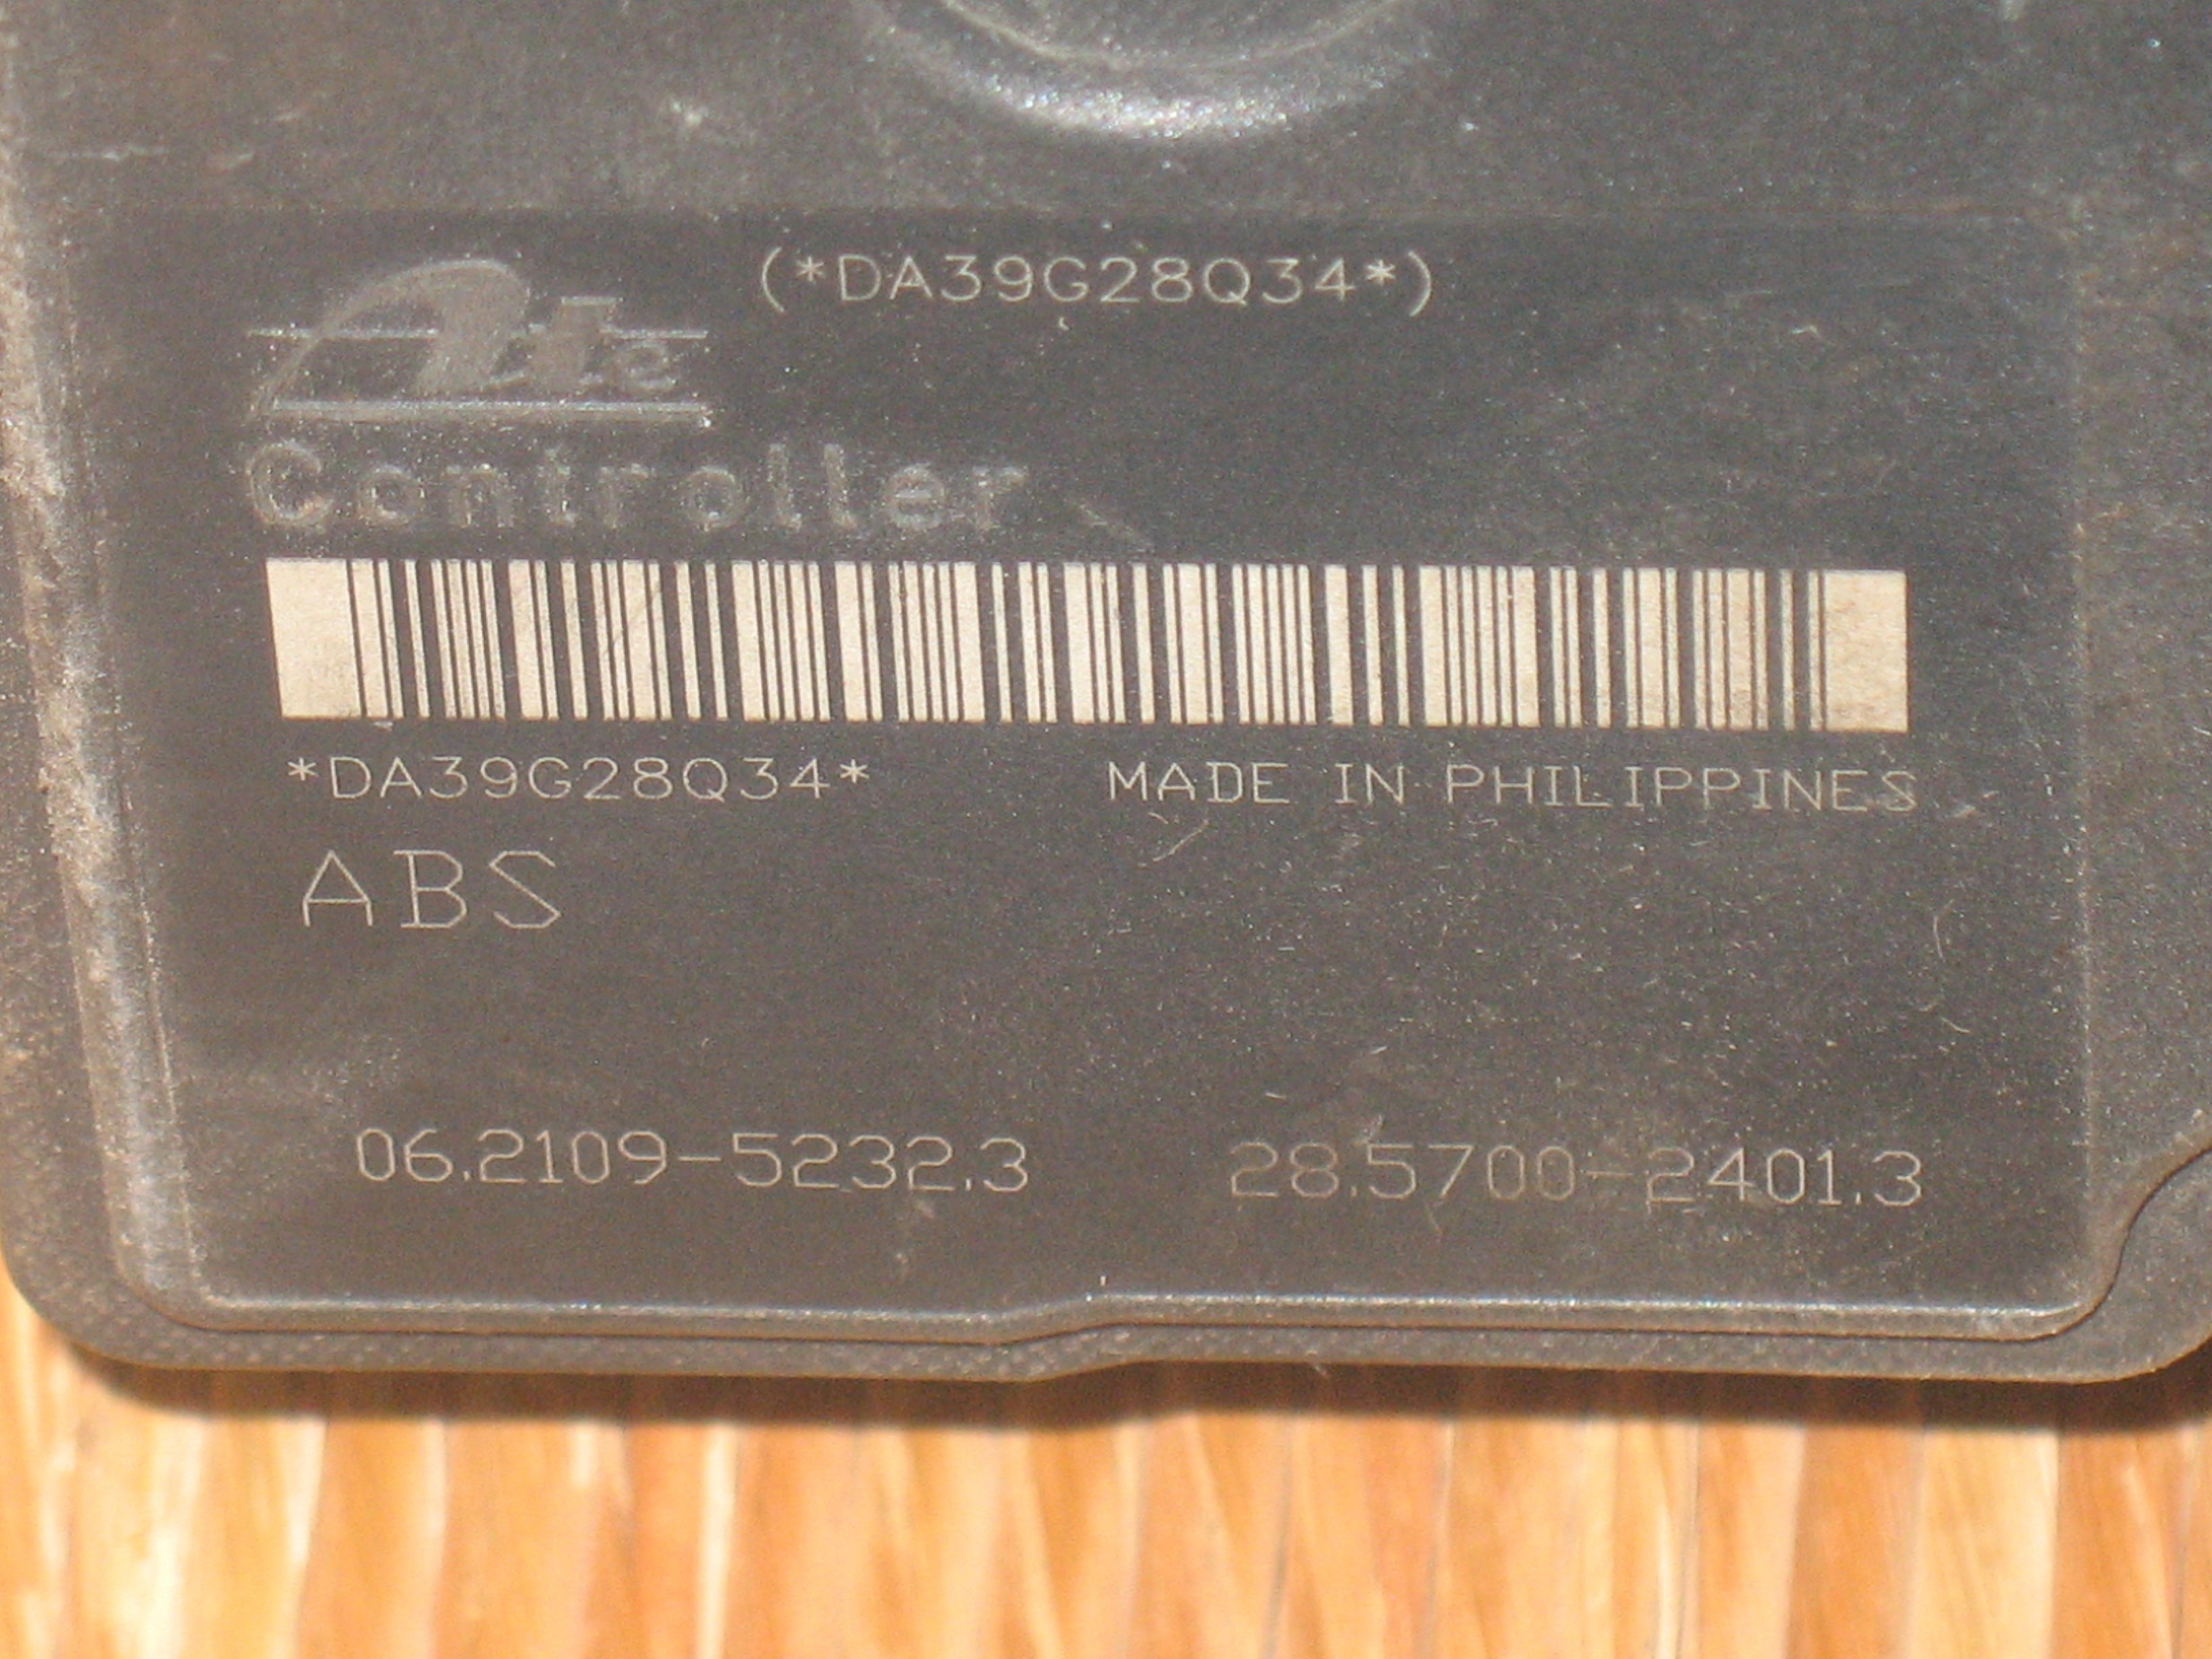 (*DA39G28Q34*)
Ate
Controller
*DA39G28Q34* MADE IN PHILIPPINES
ABS
06.2109-5232.3 28.5700-2401.3